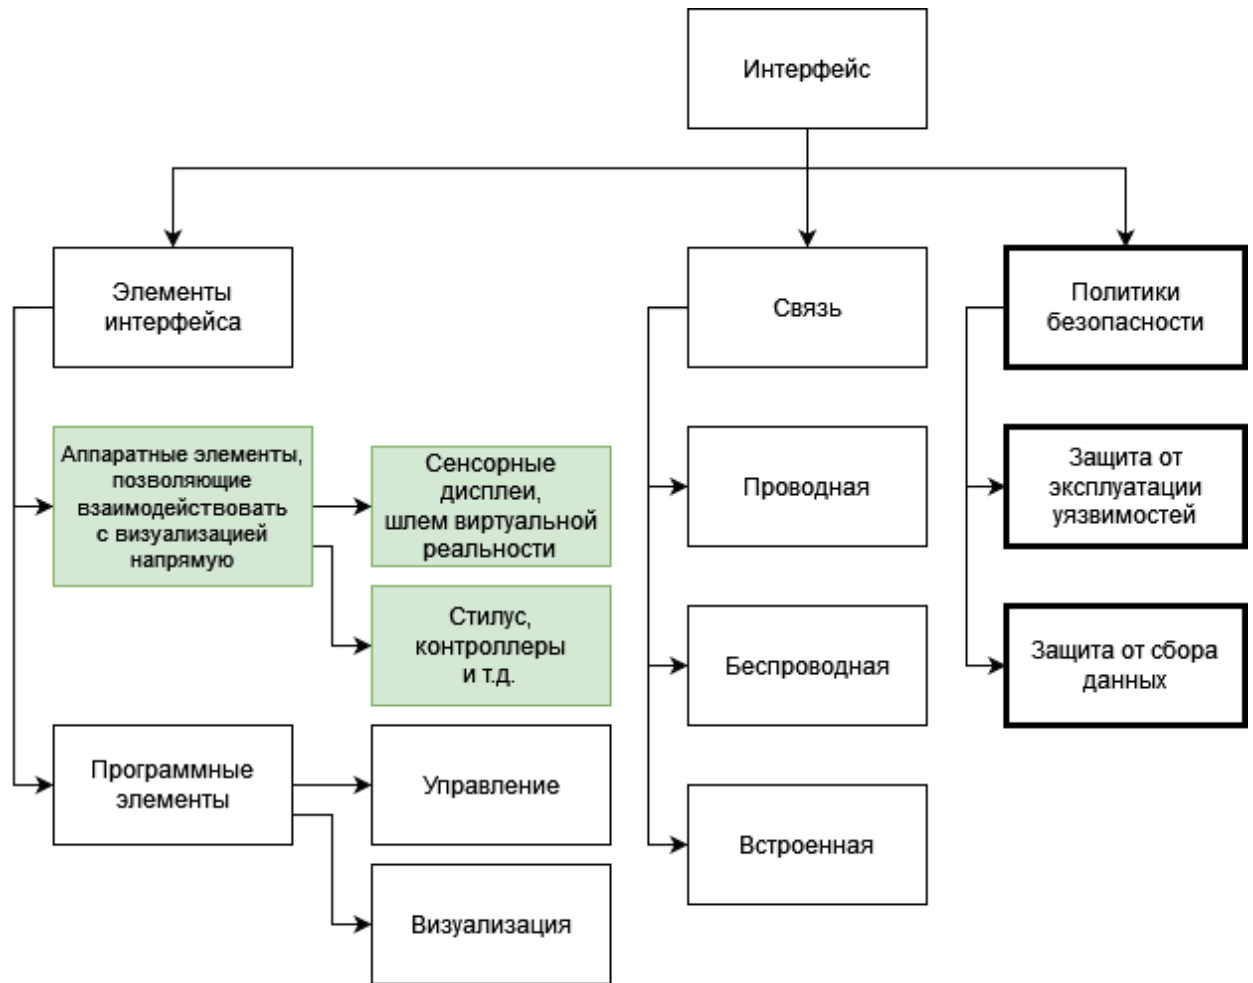 Интерфейс
Элементы
интерфейса
Связь
Политики
безопасности
Аппаратные элементы,
позволяющие
взаимодействовать
с визуализацией
напрямую
Сенсорные
дисплеи,
шлем виртуальной
реальности
Проводная
Защита от
эксплуатации
уязвимостей
Стилус,
контроллеры
и т.д.
Беспроводная
Защита от сбора
данных
Программные
элементы
Управление
Встроенная
Визуализация